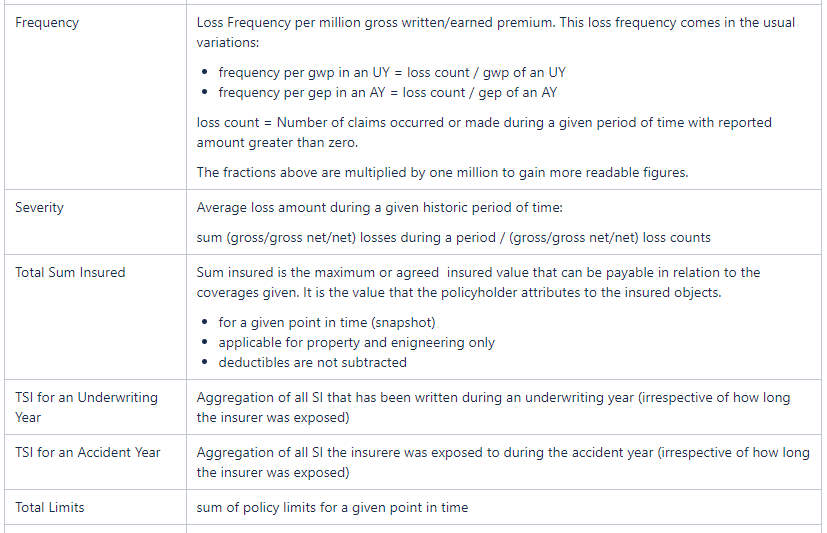 Frequency
Loss Frequency per million gross written/earned premium. This loss frequency comes in the usual
variations:
• frequency per gwp in an UY = loss count / gwp of an UY
• frequency per gep in an AY = loss count / gep of an AY
loss count = Number of claims occurred or made during a given period of time with reported
amount greater than zero.
The fractions above are multiplied by one million to gain more readable figures.
Severity
Average loss amount during a given historic period of time:
sum (gross/gross net/net) losses during a period / (gross/gross net/net) loss counts
Total Sum Insured
Sum insured is the maximum or agreed  insured value that can be payable in relation to the
coverages given. It is the value that the policyholder attributes to the insured objects.
• for a given point in time (snapshot)
• applicable for property and enigneering only
• deductibles are not subtracted
TSI for an Underwriting
Year
Aggregation of all SI that has been written during an underwriting year (irrespective of how long
the insurer was exposed)
TSI for an Accident Year
Aggregation of all SI the insurere was exposed to during the accident year (irrespective of how long
the insurer was exposed)
Total Limits
sum of policy limits for a given point in time